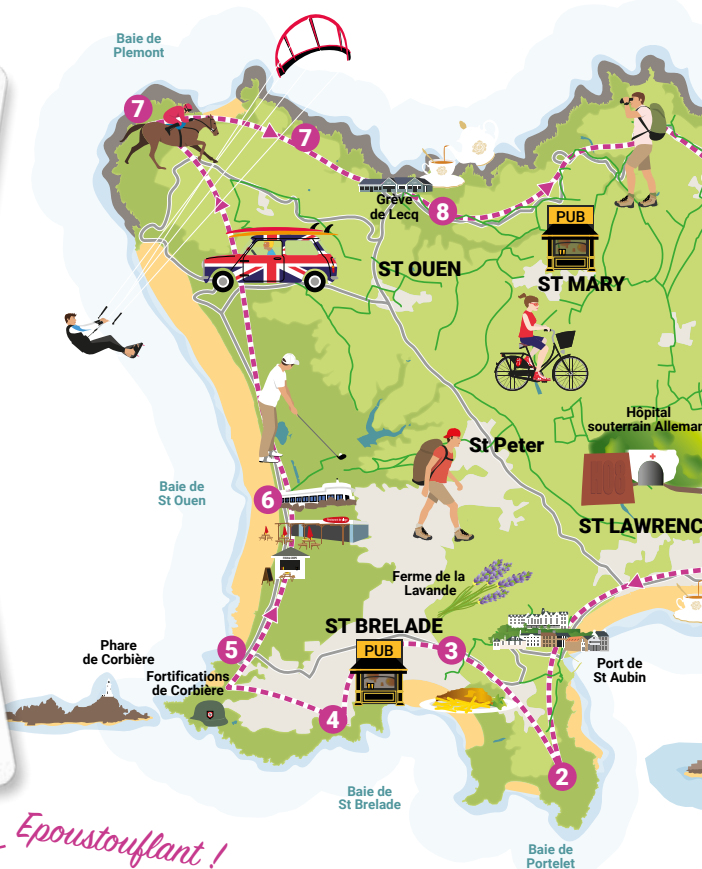 Baie de
Plemont
7
7
Grève
de Lecq
8
PUB
ST OUEN
ST MARY
Hôpital
souterrain Alleman
St Peter
Baie de
St Ouen
6
ST LAWRENC
Ferme de la
Lavande
ST BRELADE
PUB
3
5
Phare
de Corbière
Fortifications
de Corbière
Port de
St Aubin
4
2
Baie de
St Brelade
Baie de
Portelet
Epoustouflant !